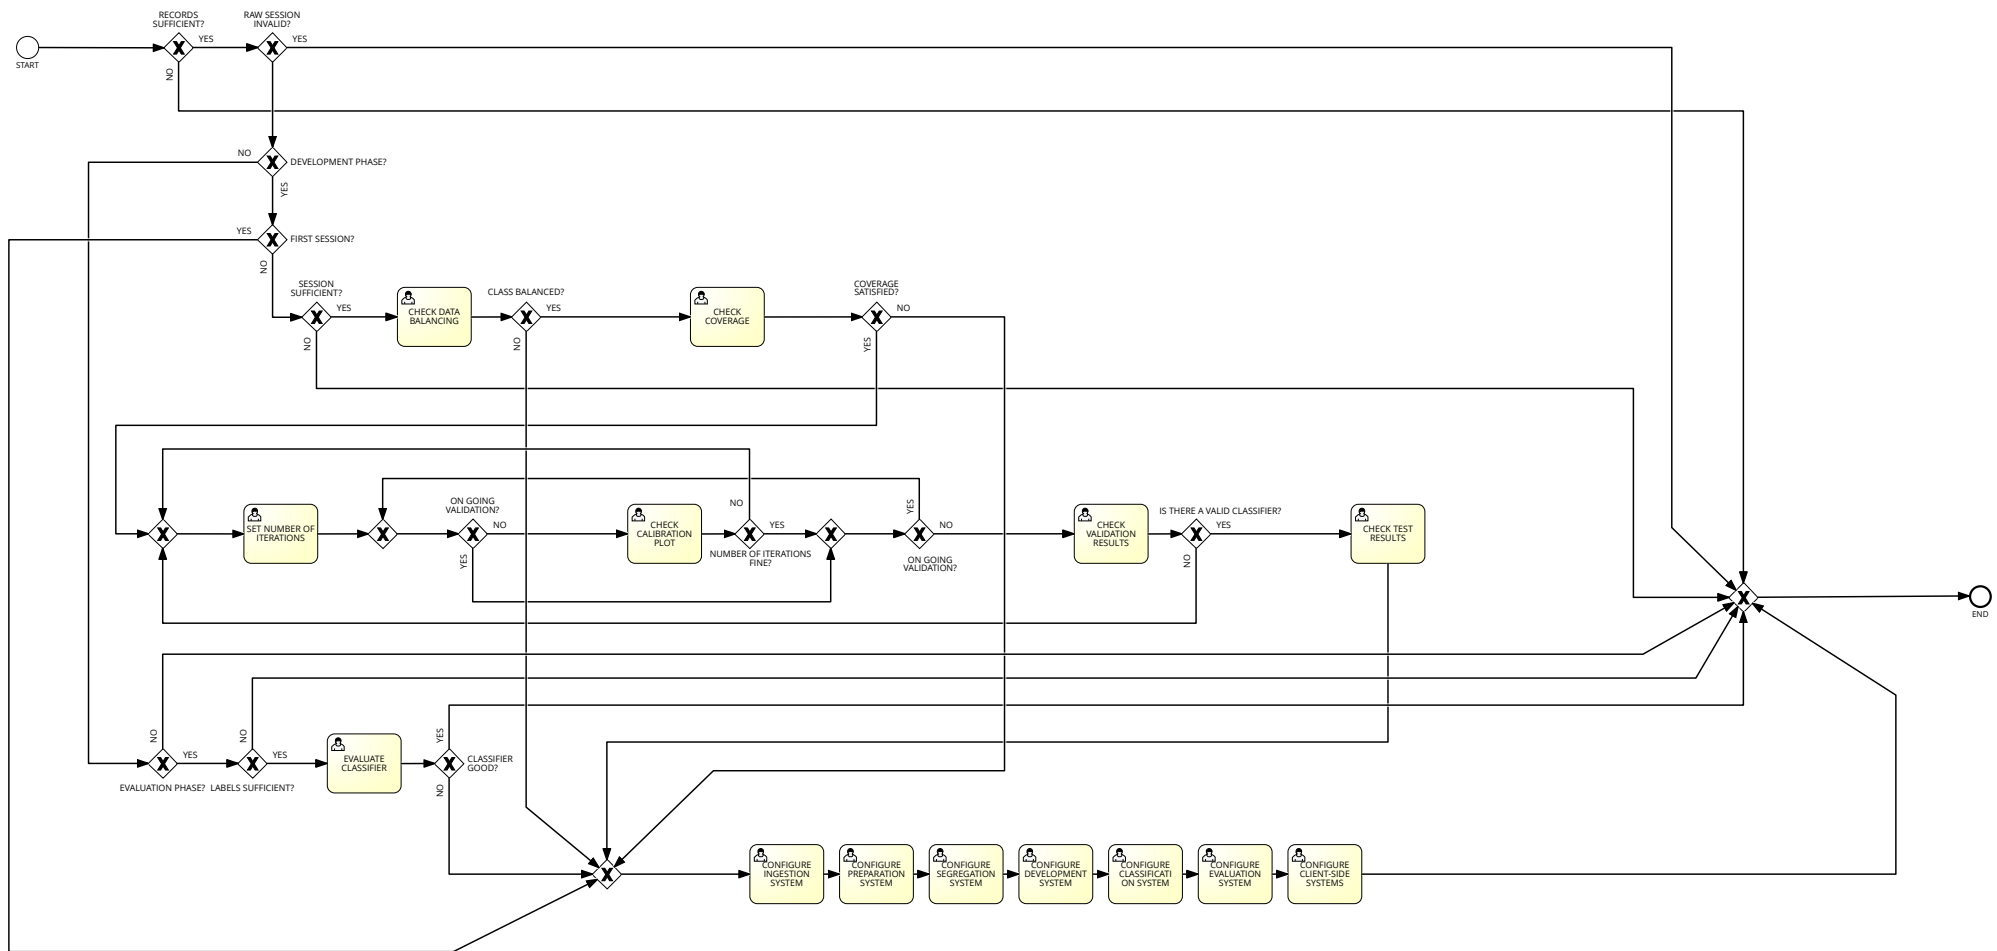 RECORDS
SUFFICIENT?
RAW SESSION
INVALID?
YES
YES
START
NO
NO
DEVELOPMENT PHASE?
YES
YES
FIRST SESSION?
NO
SESSION
SUFFICIENT?
YES
NO
CHECK DATA
BALANCING
CLASS BALANCED?
YES
NO
CHECK
COVERAGE
COVERAGE
SATISFIED?
NO
YES
SET NUMBER OF
ITERATIONS
ON GOING
VALIDATION?
NO
YES
CHECK
CALIBRATION
PLOT
NO
YES
NUMBER OF ITERATIONS
FINE?
YES
NO
ON GOING
VALIDATION?
CHECK
VALIDATION
RESULTS
IS THERE A VALID CLASSIFIER?
YES
NO
CHECK TEST
RESULTS
END
NO
YES
EVALUATION PHASE?
NO
YES
LABELS SUFFICIENT?
EVALUATE
CLASSIFIER
YES
CLASSIFIER
GOOD?
NO
CONFIGURE
INGESTION
SYSTEM
CONFIGURE
PREPARATION
SYSTEM
CONFIGURE
SEGREGATION
SYSTEM
CONFIGURE
DEVELOPMENT
SYSTEM
CONFIGURE
CLASSIFICATI
ON SYSTEM
CONFIGURE
EVALUATION
SYSTEM
CONFIGURE
CLIENT-SIDE
SYSTEMS